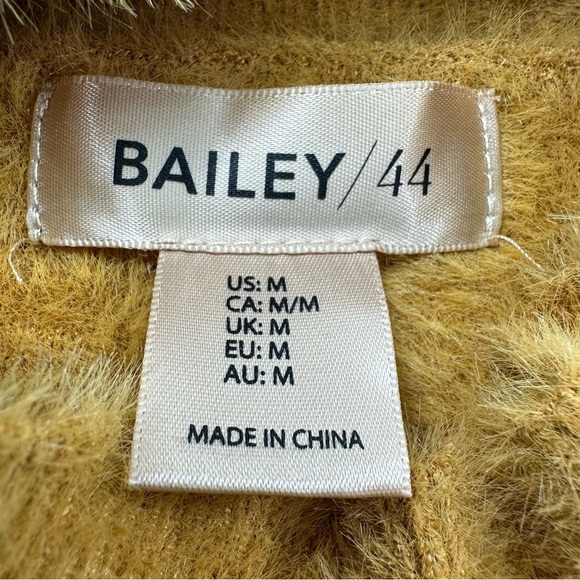 BAILEY/44
US: M
CA: M/M
UK: M
EU: M
AU: M
MADE IN CHINA